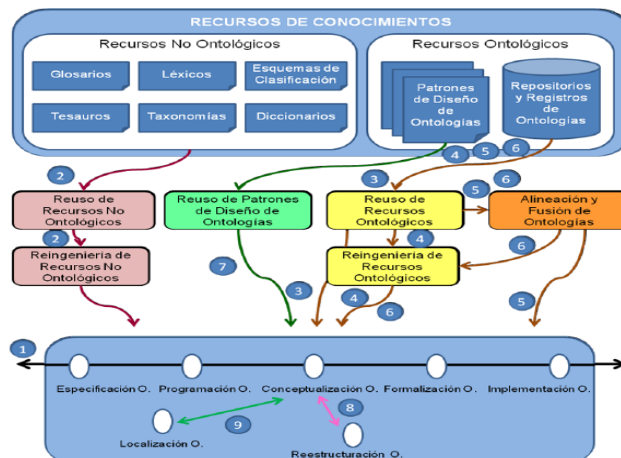 RECURSOS DE CONOCIMIENTOS
Recursos No Ontológicos
Glosarios
Léxicos
Esquemas de
Clasificación
Tesauros
Taxonomías
Diccionarios
Recursos Ontológicos
Patrones
de Diseño
de
Ontologías
Repositorios
y Registros
de
Ontologías
4
5
6
2
3
6
Reuso de
Recursos No
Ontológicos
Reuso de Patrones
de Diseño de
Ontologías
Reuso de
Recursos
Ontológicos
5
Alineación y
Fusión de
Ontologías
2
4
6
Reingeniería de
Recursos No
Ontológicos
Reingeniería de
Recursos
Ontológicos
7
3
4
6
5
1
Especificación O.
Programación O.
Conceptualización O.
Formalización O.
Implementación O.
8
9
Localización O.
Reestructuración O.